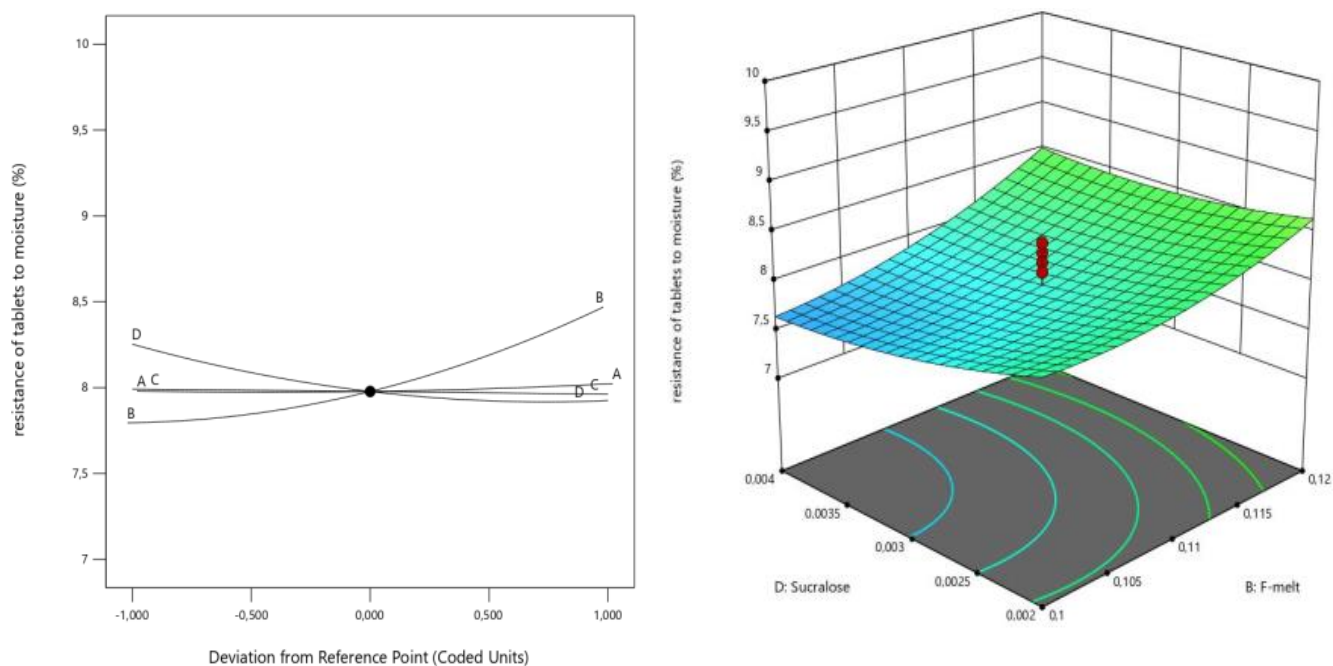 resistance of tablets to moisture (%)
10
9,5
9
8,5
8
7,5
7
D
A C
B
B
A
C
D
-1,000
-0,500
0,000
0,500
1,000
Deviation from Reference Point (Coded Units)
resistance of tablets to moisture (%)
10
9,5
9
8,5
8
7,5
7
0,004
0,0035
0,003
0,0025
0,002
0,1
0,105
0,11
0,115
0,12
D: Sucralose
B: F-melt